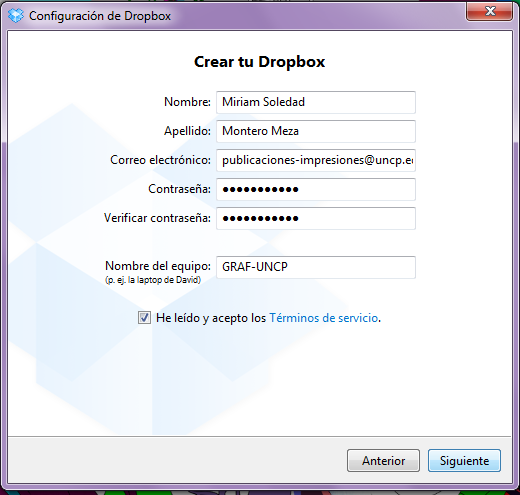 Configuración de Dropbox
Crear tu Dropbox
Nombre: Miriam Soledad
Apellido: Montero Meza
Correo electrónico: publicaciones-impresiones@uncp.e
Contraseña: ●●●●●●●●●●●
Verificar contraseña: ●●●●●●●●●●●
Nombre del equipo: GRAF-UNCP
(p. ej. la laptop de David)
He leído y acepto los Términos de servicio.
Anterior Siguiente